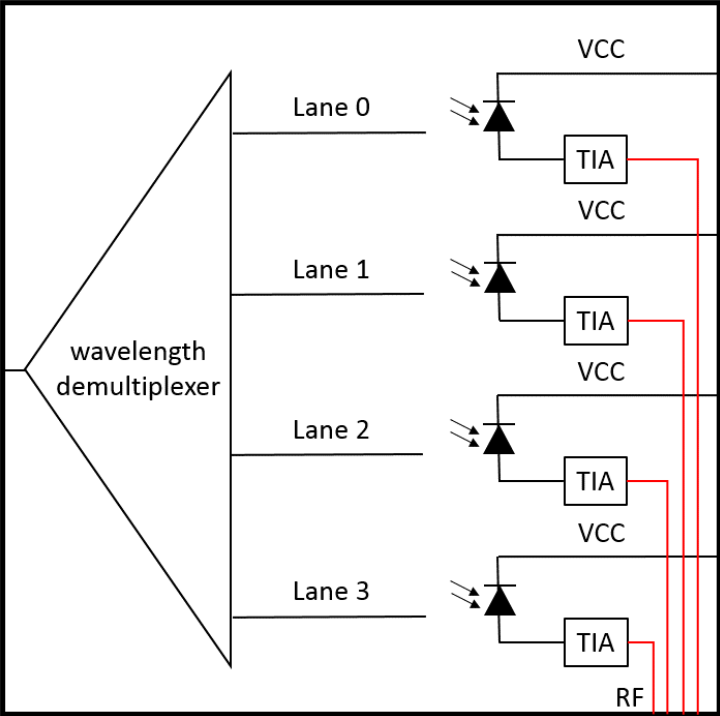 VCC
Lane 0
TIA
VCC
Lane 1
TIA
wavelength
demultiplexer
VCC
Lane 2
TIA
VCC
Lane 3
TIA
RF